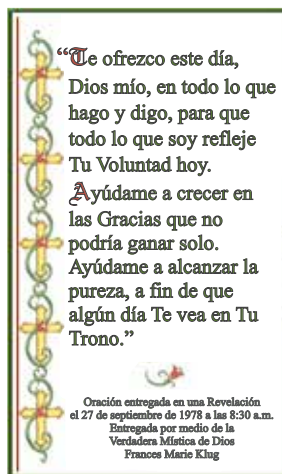 “Te ofrezco este día,
Dios mío, en todo lo que
hago y digo, para que
todo lo que soy refleje
Tu Voluntad hoy.
Ayúdame a crecer en
las Gracias que no
podría ganar solo.
Ayúdame a alcanzar la
pureza, a fin de que
algún día Te vea en Tu
Trono.”
Oración entregada en una Revelación
el 27 de septiembre de 1978 a las 8:30 a.m.
Entregada por medio de la
Verdadera Mística de Dios
Frances Marie Klug